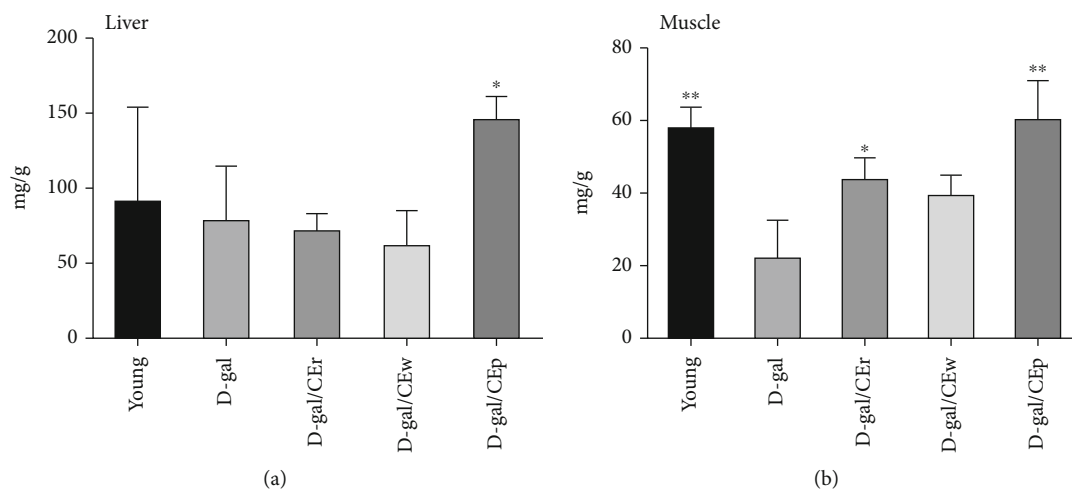 Liver
200
150
100
50
0
mg/g
*
Young
D-gal
D-gal/CEr
D-gal/CEw
D-gal/CEp
(a)
Muscle
80
60
40
20
0
mg/g
**
*
**
Young
D-gal
D-gal/CEr
D-gal/CEw
D-gal/CEp
(b)